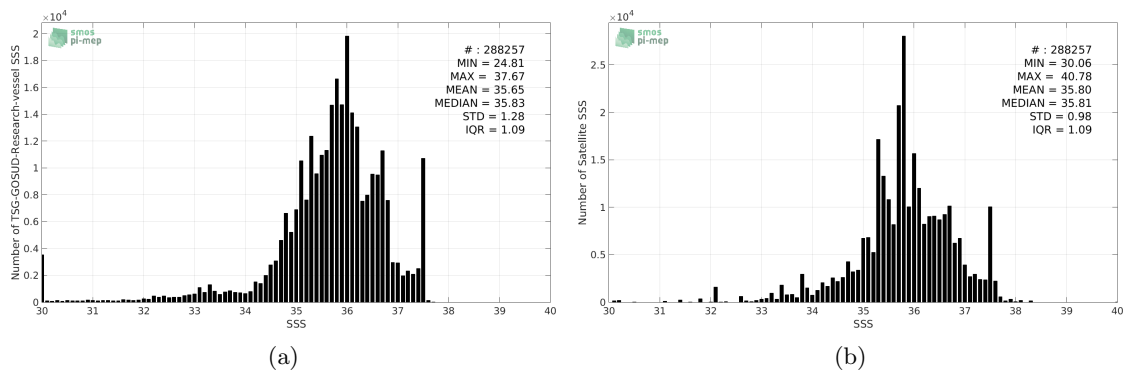 ×10⁴
smos
pi-mep
# : 288257
MIN = 24.81
MAX = 37.67
MEAN = 35.65
MEDIAN = 35.83
STD = 1.28
IQR = 1.09
Number of TSG-GOSUD-Research-vessel SSS
2
1.8
1.6
1.4
1.2
1
0.8
0.6
0.4
0.2
0
30 31 32 33 34 35 36 37 38 39 40
SSS
(a)
×10⁴
smos
pi-mep
# : 288257
MIN = 30.06
MAX = 40.78
MEAN = 35.80
MEDIAN = 35.81
STD = 0.98
IQR = 1.09
Number of Satellite SSS
2.5
2
1.5
1
0.5
0
30 31 32 33 34 35 36 37 38 39 40
SSS
(b)